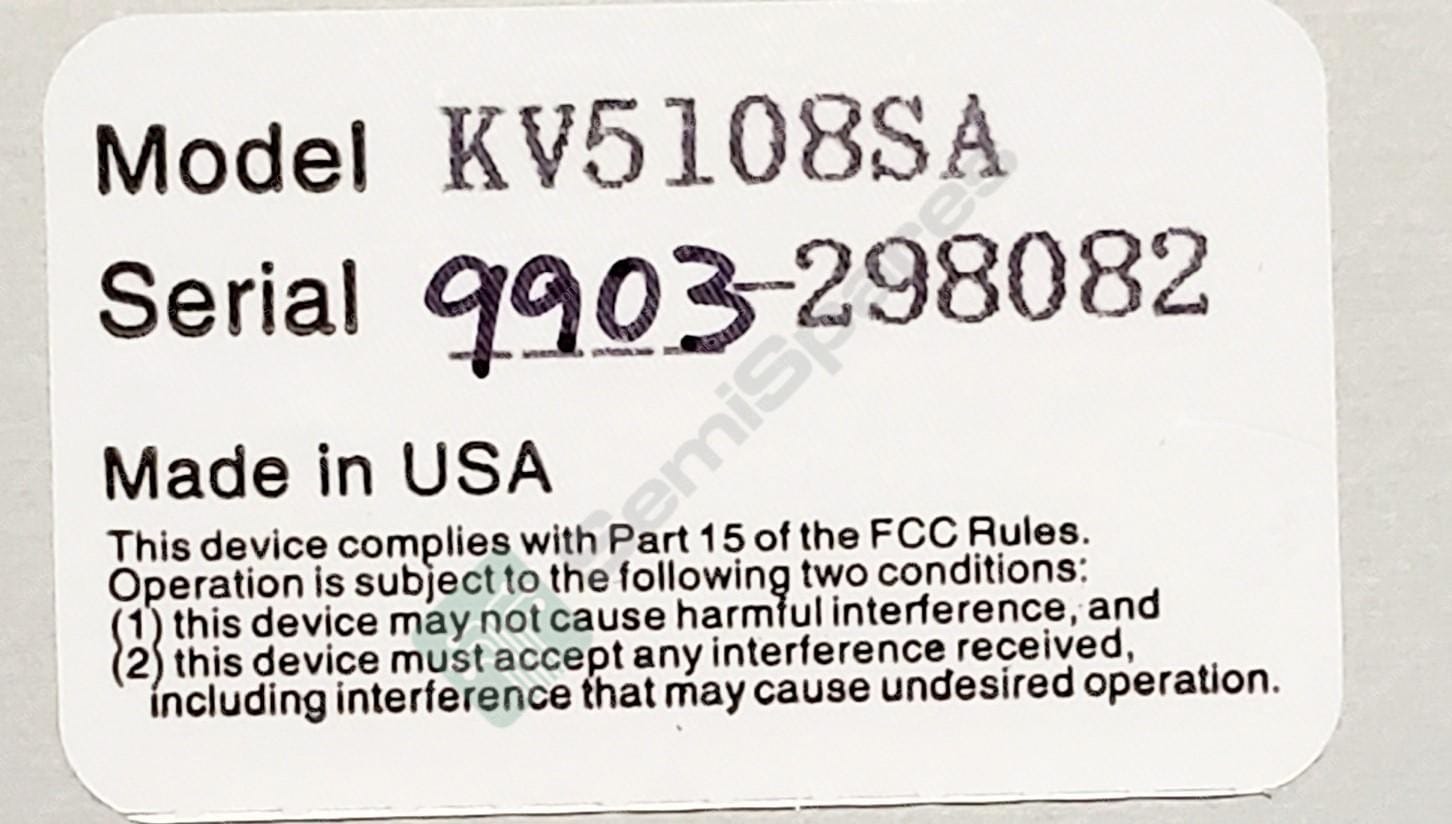 Model KV5108SA
Serial 9903-298082
Made in USA
This device complies with Part 15 of the FCC Rules.
Operation is subject to the following two conditions:
(1) this device may not cause harmful interference, and
(2) this device must accept any interference received,
including interference that may cause undesired operation.
SemiSpares